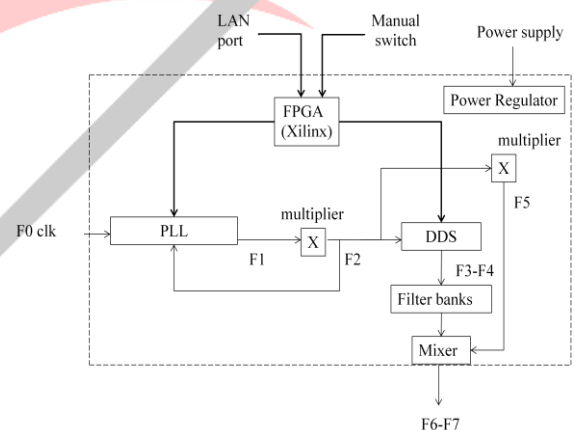 LAN
port
Manual
switch
Power supply
FPGA
(Xilinx)
Power Regulator
multiplier
X
F5
F0 clk
PLL
F1
multiplier
X
F2
DDS
F3-F4
Filter banks
Mixer
F6-F7